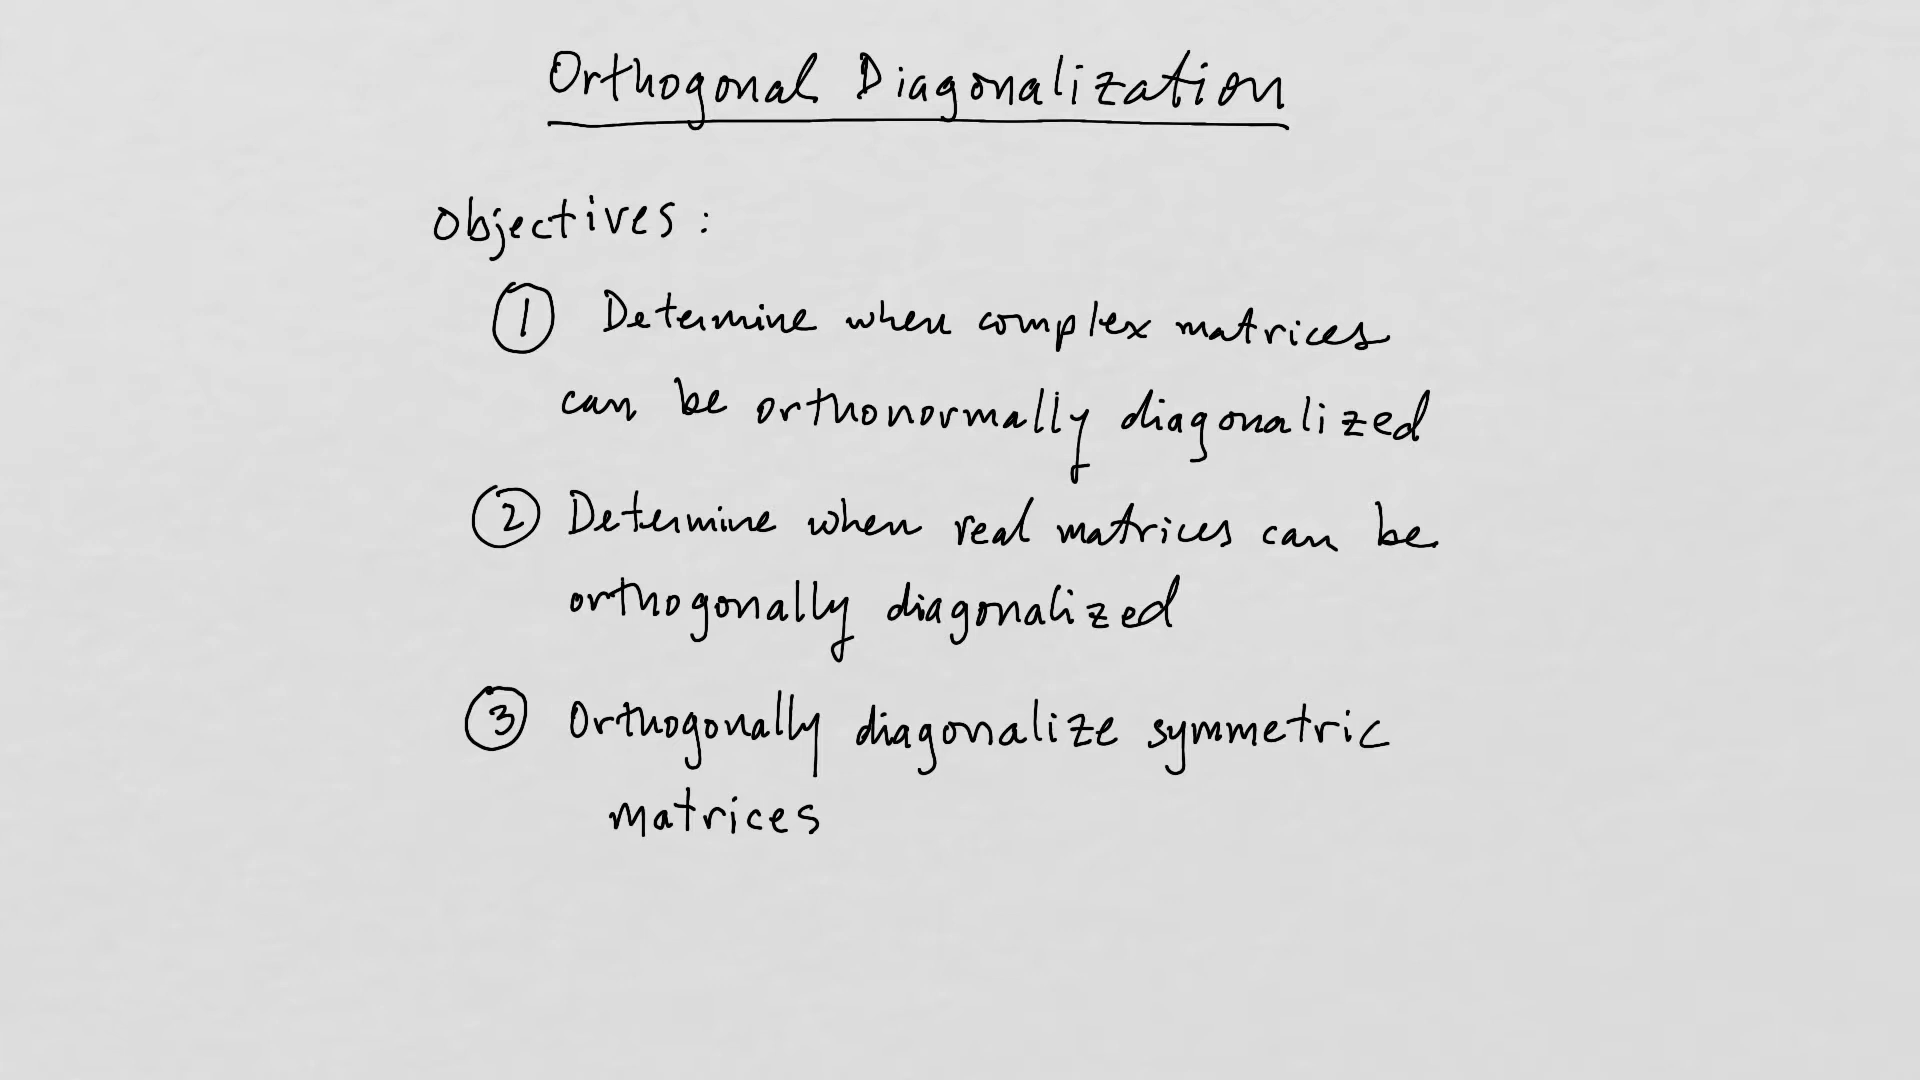 Orthogonal Diagonalization
Objectives:
① Determine when complex matrices
can be orthonormally diagonalized
② Determine when real matrices can be
orthogonally diagonalized
③ Orthogonally diagonalize symmetric
matrices